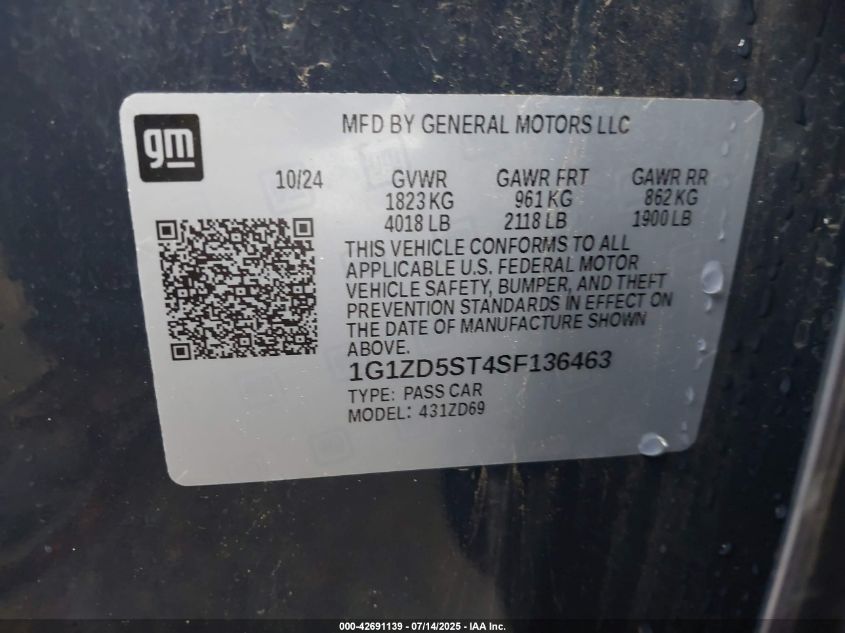 gm
MFD BY GENERAL MOTORS LLC
10/24 GVWR GAWR FRT GAWR RR
1823 KG 961 KG 862 KG
4018 LB 2118 LB 1900 LB
THIS VEHICLE CONFORMS TO ALL
APPLICABLE U.S. FEDERAL MOTOR
VEHICLE SAFETY, BUMPER, AND THEFT
PREVENTION STANDARDS IN EFFECT ON
THE DATE OF MANUFACTURE SHOWN
ABOVE.
1G1ZD5ST4SF136463
TYPE: PASS CAR
MODEL: 431ZD69
000-42691139 - 07/14/2025 - IAA Inc.